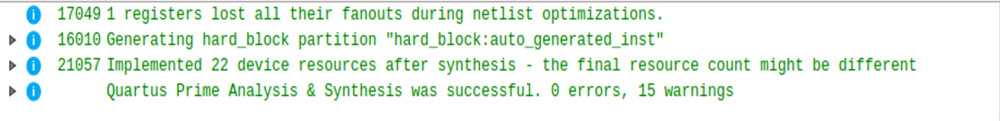 17049 1 registers lost all their fanouts during netlist optimizations.
16010 Generating hard_block partition "hard_block:auto_generated_inst"
21057 Implemented 22 device resources after synthesis - the final resource count might be different
Quartus Prime Analysis & Synthesis was successful. 0 errors, 15 warnings